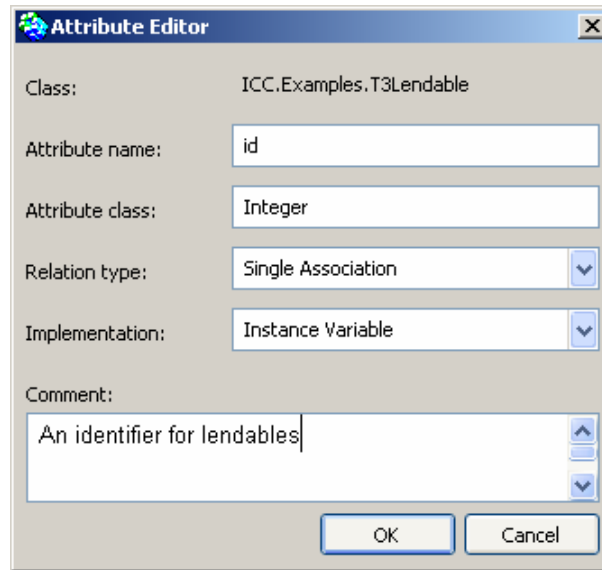 Attribute Editor
Class: ICC.Examples.T3Lendable
Attribute name: id
Attribute class: Integer
Relation type: Single Association
Implementation: Instance Variable
Comment:
An identifier for lendables
OK Cancel